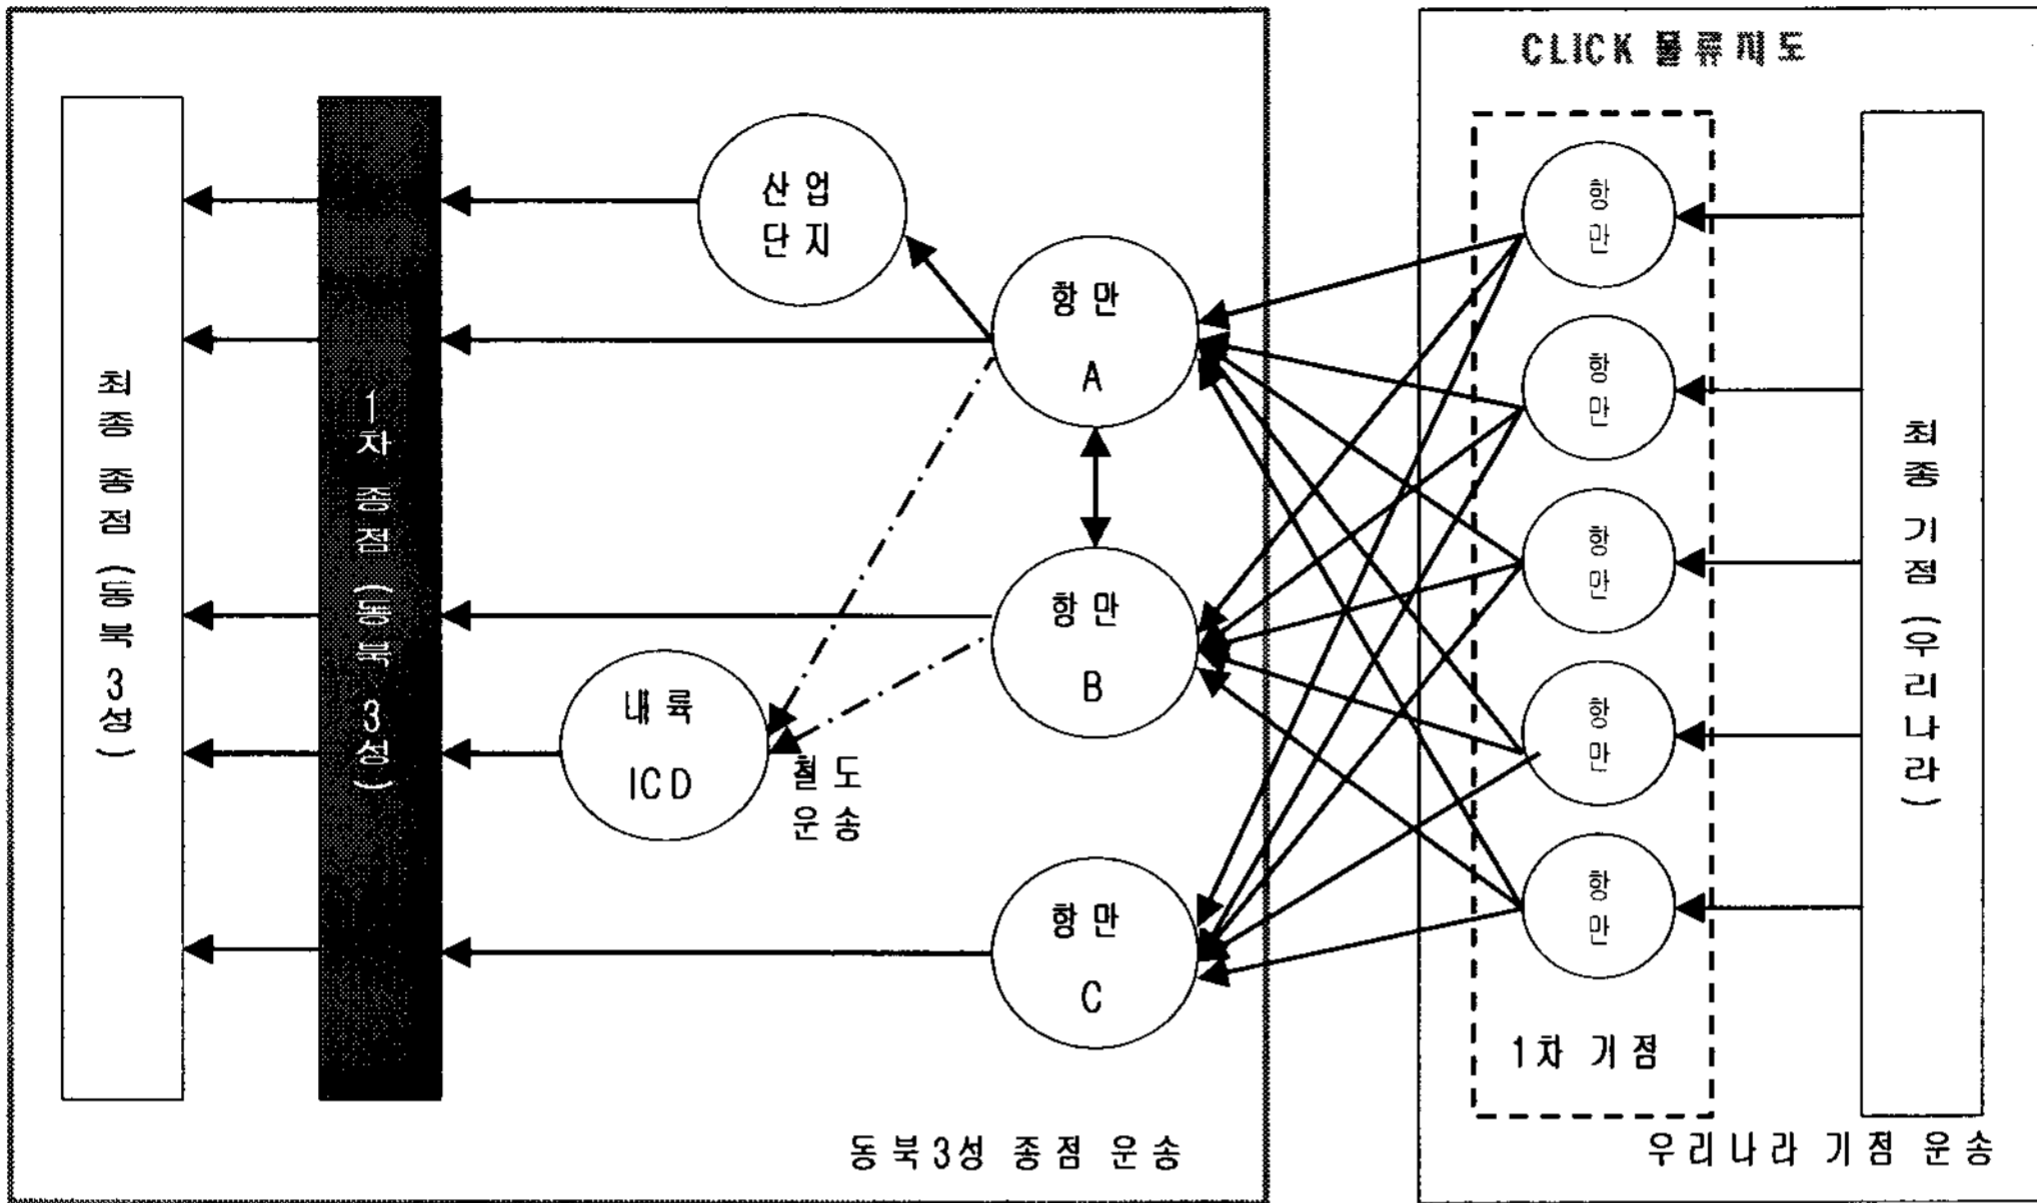 CLICK 물류지도
최종 종점 (동북 3성)
1차 종점 (동북 3성)
산업
단지
항만
A
항만
B
내륙
ICD
철도
운송
항만
C
항만
항만
항만
항만
항만
1차 기점
최종 기점 (우리나라)
동북3성 종점 운송
우리나라 기점 운송